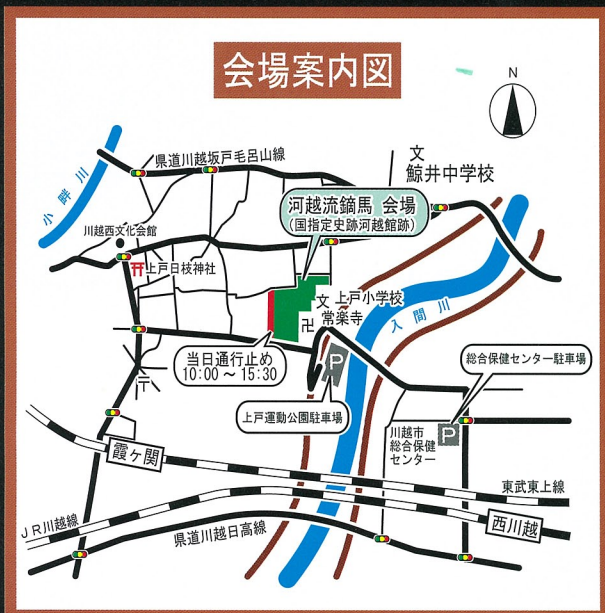 会場案内図
N
県道川越坂戸毛呂山線
文
鯨井中学校
小畔川
河越流鏑馬 会場
(国指定史跡河越館跡)
川越西文化会館
上戸日枝神社
文 上戸小学校
卍 常楽寺
入間川
当日通行止め
10:00 ~ 15:30
P
総合保健センター駐車場
上戸運動公園駐車場
P
川越市
総合保健
センター
霞ヶ関
東武東上線
JR川越線
県道川越日高線
西川越